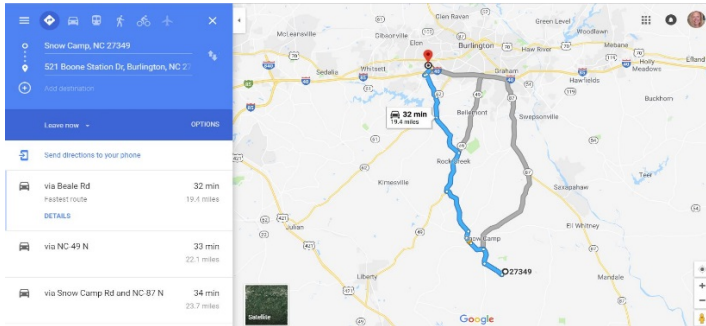 Snow Camp, NC 27349
521 Boone Station Dr, Burlington, NC 27
Add destination
Leave now
OPTIONS
Send directions to your phone
via Beale Rd
32 min
Fastest route
19.4 miles
DETAILS
via NC-49 N
33 min
22.1 miles
via Snow Camp Rd and NC-87 N
34 min
23.7 miles
Glen Raven
Green Level
McLeansville
Gibsonville
Woodlawn
Elon
Burlington
Haw River
Mebane
Efland
Sedalia
Whitsett
Graham
Holly
Meadows
Hawfields
Buckhorn
32 min
19.4 miles
Bellemont
Swepsonville
Rock Creek
Kimesville
Saxapahaw
Teer
Eli Whitney
Julian
Snow Camp
27349
Liberty
Mandale
Satellite
Google